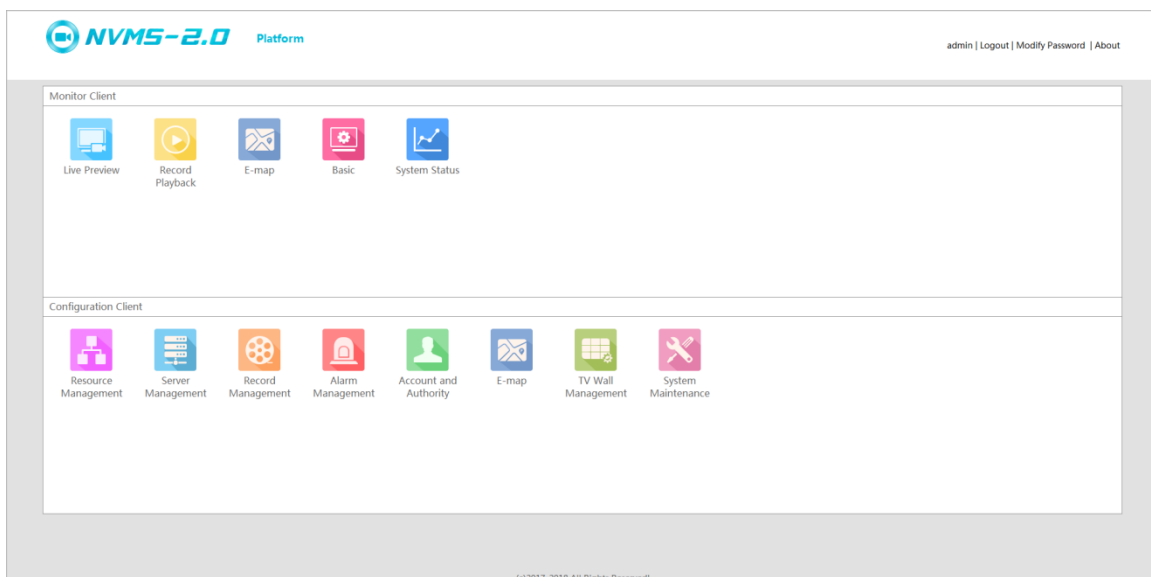 NVMS-2.0 Platform
admin | Logout | Modify Password | About
Monitor Client
Live Preview
Record
Playback
E-map
Basic
System Status
Configuration Client
Resource
Management
Server
Management
Record
Management
Alarm
Management
Account and
Authority
E-map
TV Wall
Management
System
Maintenance